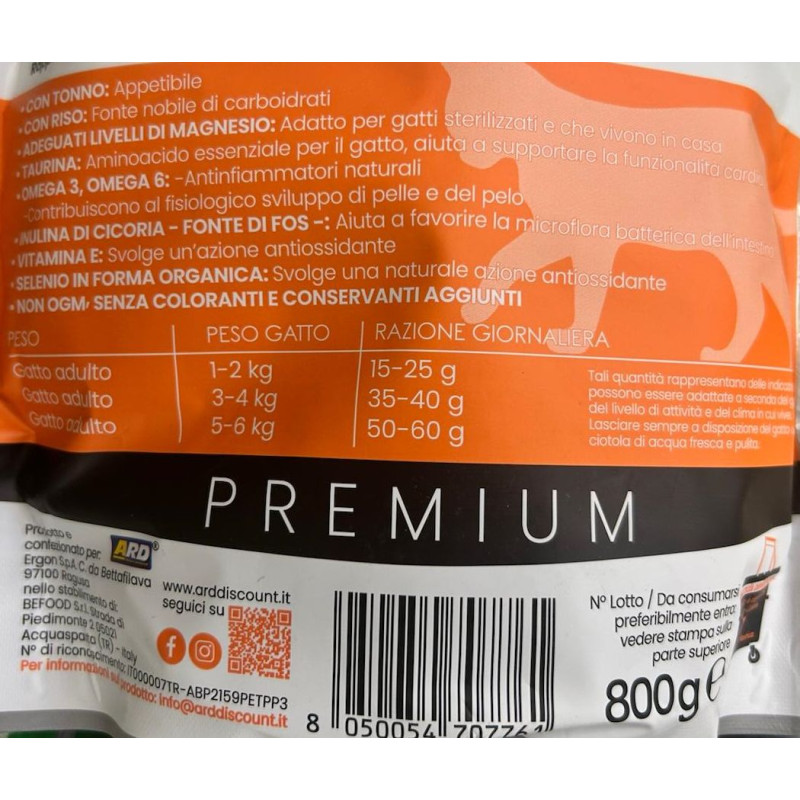 • CON TONNO: Appetibile
• CON RISO: Fonte nobile di carboidrati
• ADEGUATI LIVELLI DI MAGNESIO: Adatto per gatti sterilizzati e che vivono in casa
• TAURINA: Aminoacido essenziale per il gatto, aiuta a supportare la funzionalità
• OMEGA 3, OMEGA 6: -Antinfiammatori naturali
-Contribuiscono al fisiologico sviluppo di pelle e del pelo
• INULINA DI CICORIA - FONTE DI FOS -: Aiuta a favorire la microflora batterica
• VITAMINA E: Svolge un'azione antiossidante
• SELENIO IN FORMA ORGANICA: Svolge una naturale azione antiossidante
• NON OGM, SENZA COLORANTI E CONSERVANTI AGGIUNTI
PESO PESO GATTO RAZIONE GIORNALIERA
Gatto adulto 1-2 kg 15-25 g
Gatto adulto 3-4 kg 35-40 g
Gatto adulto 5-6 kg 50-60 g
Tali quantità rappresentano delle
possono essere adattate a seconda
del livello di attività e del clima in cui
Lasciare sempre a disposizione del gatto
ciotola di acqua fresca e pulita.
PREMIUM
Prodotto e
confezionato per: ARD®
Ergon S.p.A. C. da Bettafilava
97100 Ragusa
nello stabilimento di:
BEFOOD S.r.l. Strada di
Piedimonte 2 05021
Acquasparta (TR) - Italy
N° di riconoscimento: IT000007TR-ABP2159PETPP3
Per informazioni sul prodotto: info@arddiscount.it
www.arddiscount.it
seguici su
8 050054 707761
N° Lotto / Da consumarsi
preferibilmente entro:
vedere stampa sulla
parte superiore
800g e